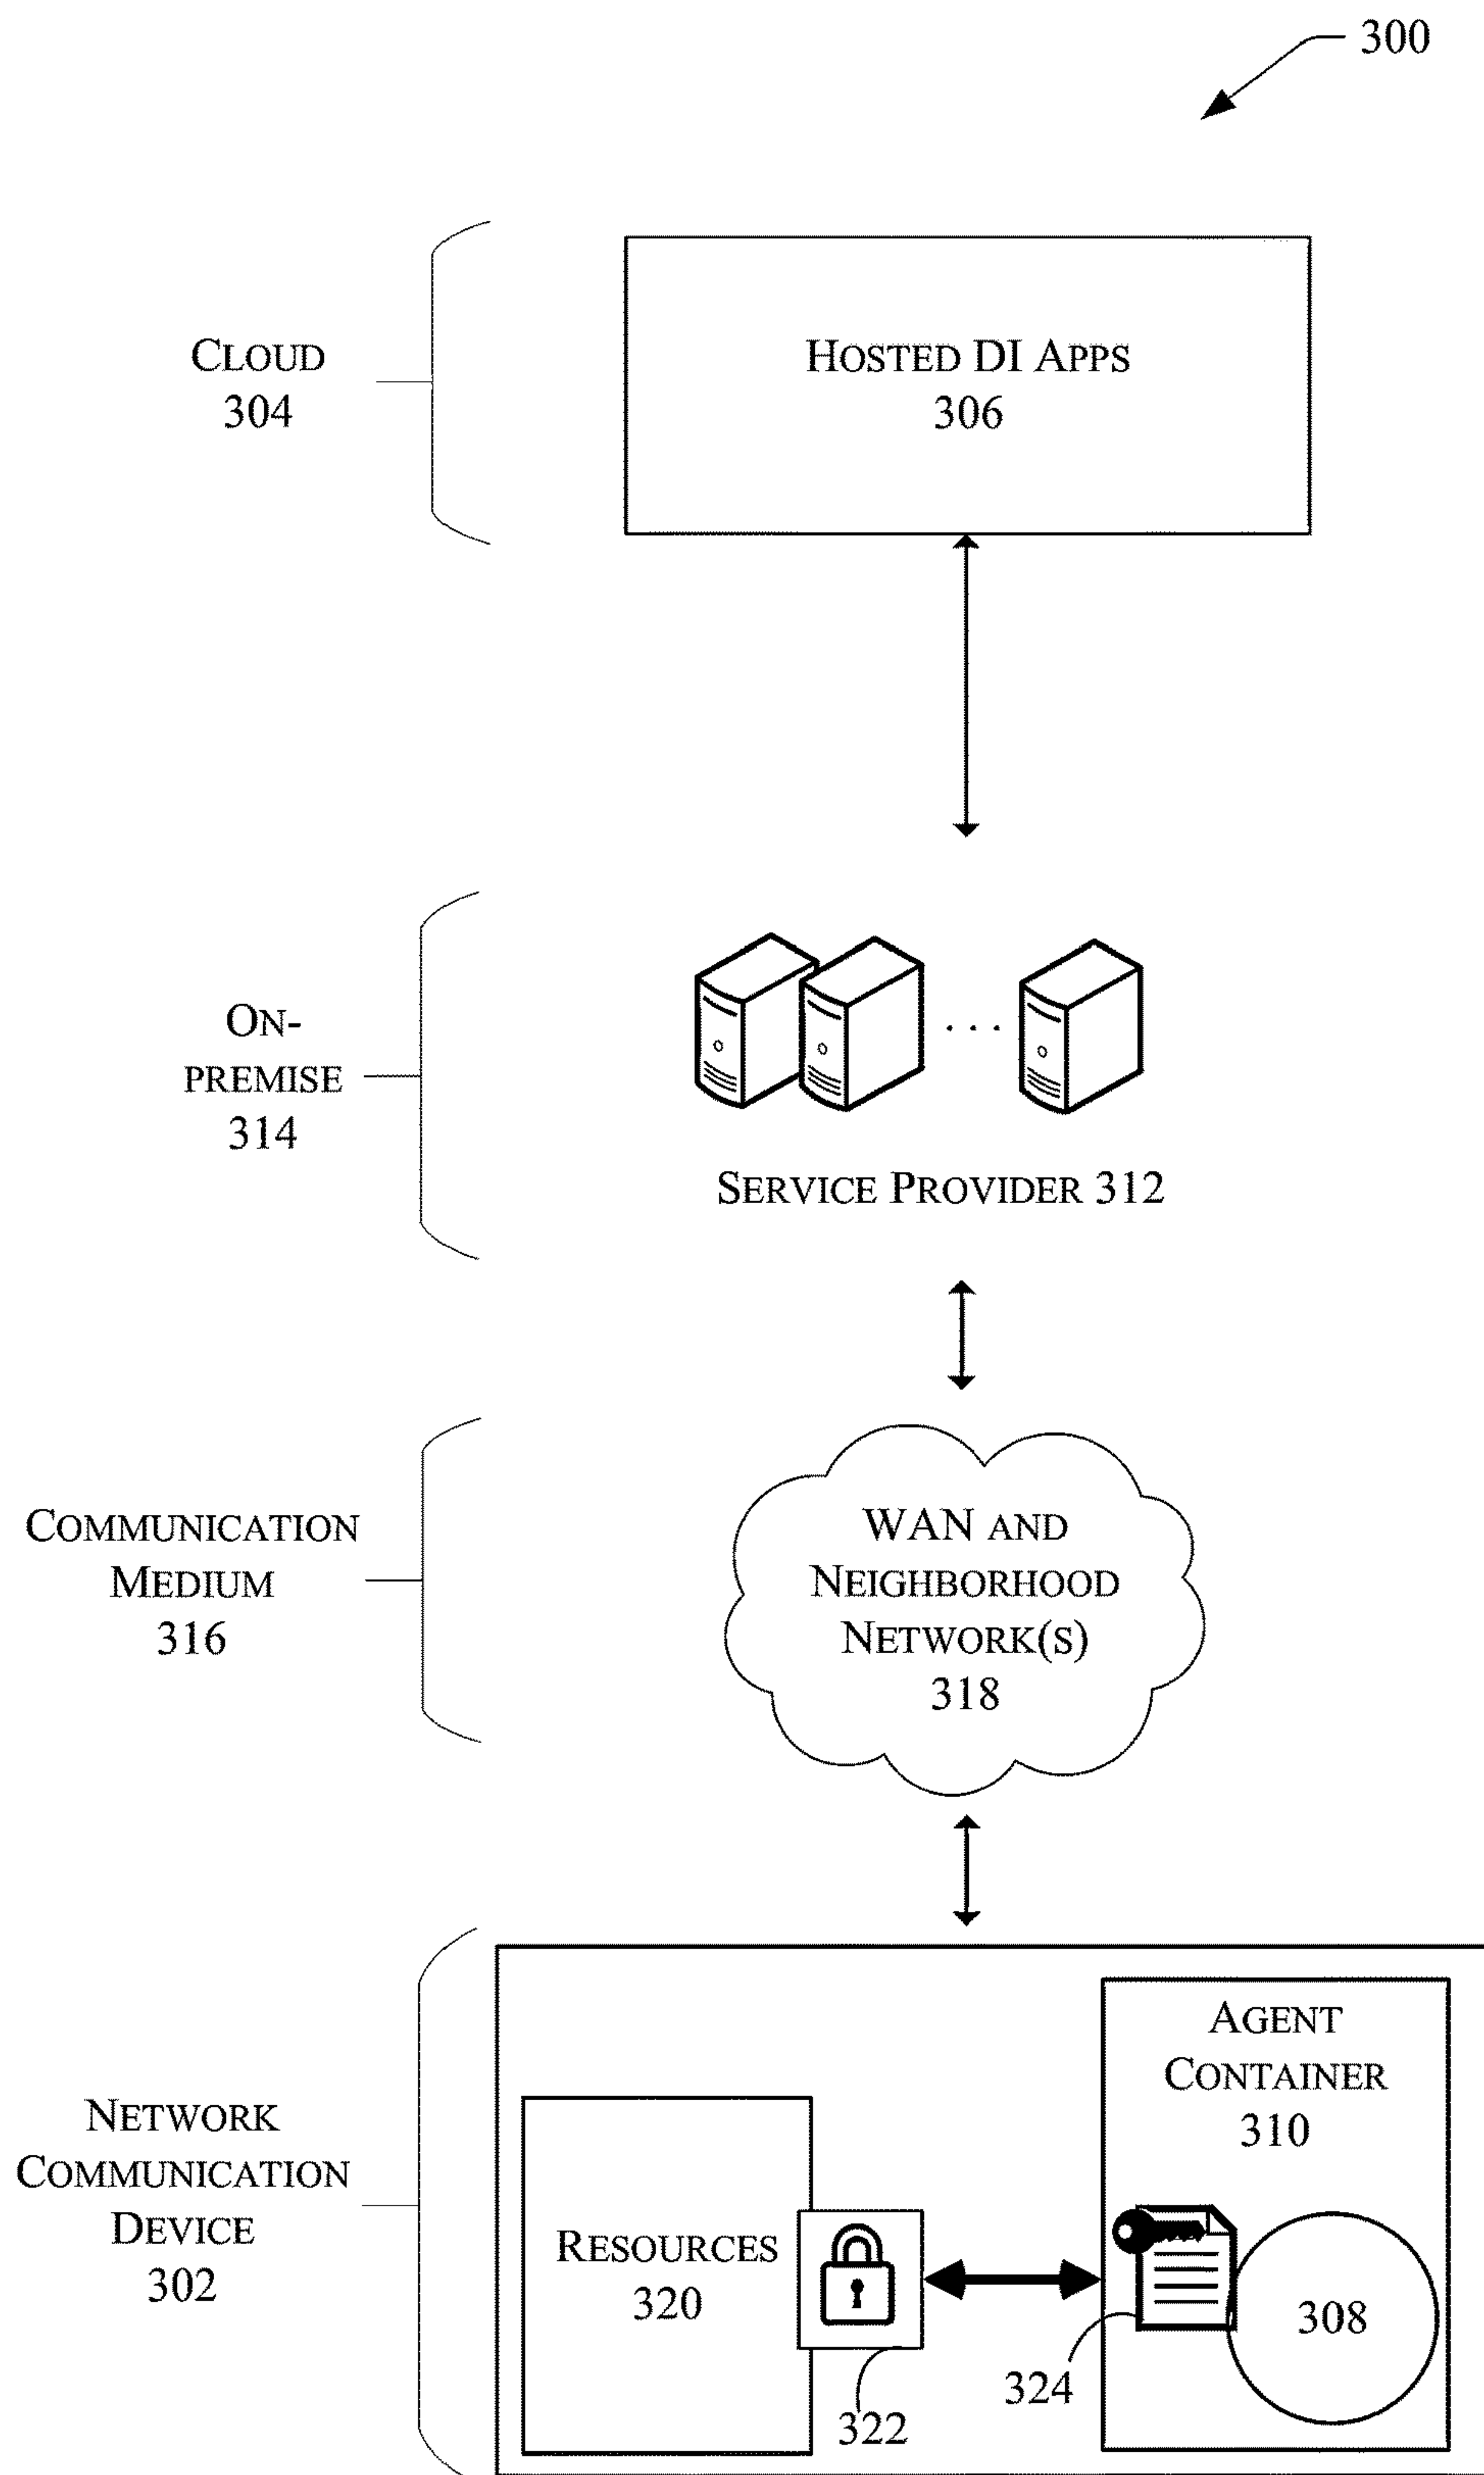 300
CLOUD
304
HOSTED DI APPS
306
ON-
PREMISE
314
. . .
SERVICE PROVIDER 312
COMMUNICATION
MEDIUM
316
WAN AND
NEIGHBORHOOD
NETWORK(S)
318
NETWORK
COMMUNICATION
DEVICE
302
RESOURCES
320
322
AGENT
CONTAINER
310
308
324